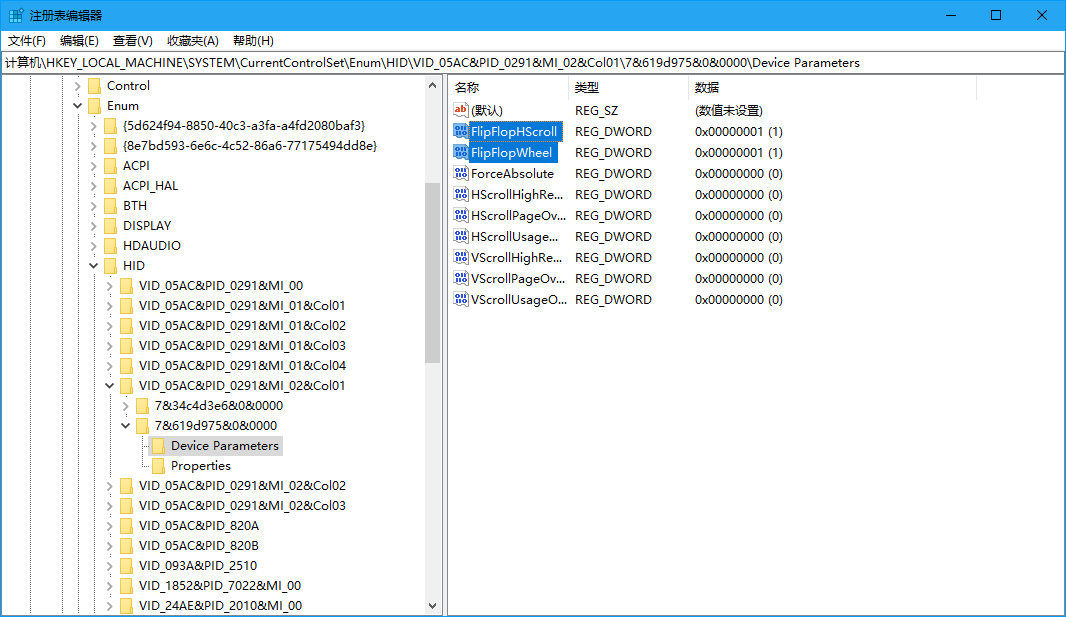 注册表编辑器
文件(F) 编辑(E) 查看(V) 收藏夹(A) 帮助(H)
计算机\HKEY_LOCAL_MACHINE\SYSTEM\CurrentControlSet\Enum\HID\VID_05AC&PID_0291&MI_02&Col01\7&619d975&0&0000\Device Parameters
Control
Enum
{5d624f94-8850-40c3-a3fa-a4fd2080baf3}
{8e7bd593-6e6c-4c52-86a6-77175494dd8e}
ACPI
ACPI_HAL
BTH
DISPLAY
HDAUDIO
HID
VID_05AC&PID_0291&MI_00
VID_05AC&PID_0291&MI_01&Col01
VID_05AC&PID_0291&MI_01&Col02
VID_05AC&PID_0291&MI_01&Col03
VID_05AC&PID_0291&MI_01&Col04
VID_05AC&PID_0291&MI_02&Col01
7&34c4d3e6&0&0000
7&619d975&0&0000
Device Parameters
Properties
VID_05AC&PID_0291&MI_02&Col02
VID_05AC&PID_0291&MI_02&Col03
VID_05AC&PID_820A
VID_05AC&PID_820B
VID_093A&PID_2510
VID_1852&PID_7022&MI_00
VID_24AE&PID_2010&MI_00
名称 类型 数据
(默认) REG_SZ (数值未设置)
FlipFlopHScroll REG_DWORD 0x00000001 (1)
FlipFlopWheel REG_DWORD 0x00000001 (1)
ForceAbsolute REG_DWORD 0x00000000 (0)
HScrollHighRe... REG_DWORD 0x00000000 (0)
HScrollPageOv... REG_DWORD 0x00000000 (0)
HScrollUsage... REG_DWORD 0x00000000 (0)
VScrollHighRe... REG_DWORD 0x00000000 (0)
VScrollPageOv... REG_DWORD 0x00000000 (0)
VScrollUsageO... REG_DWORD 0x00000000 (0)